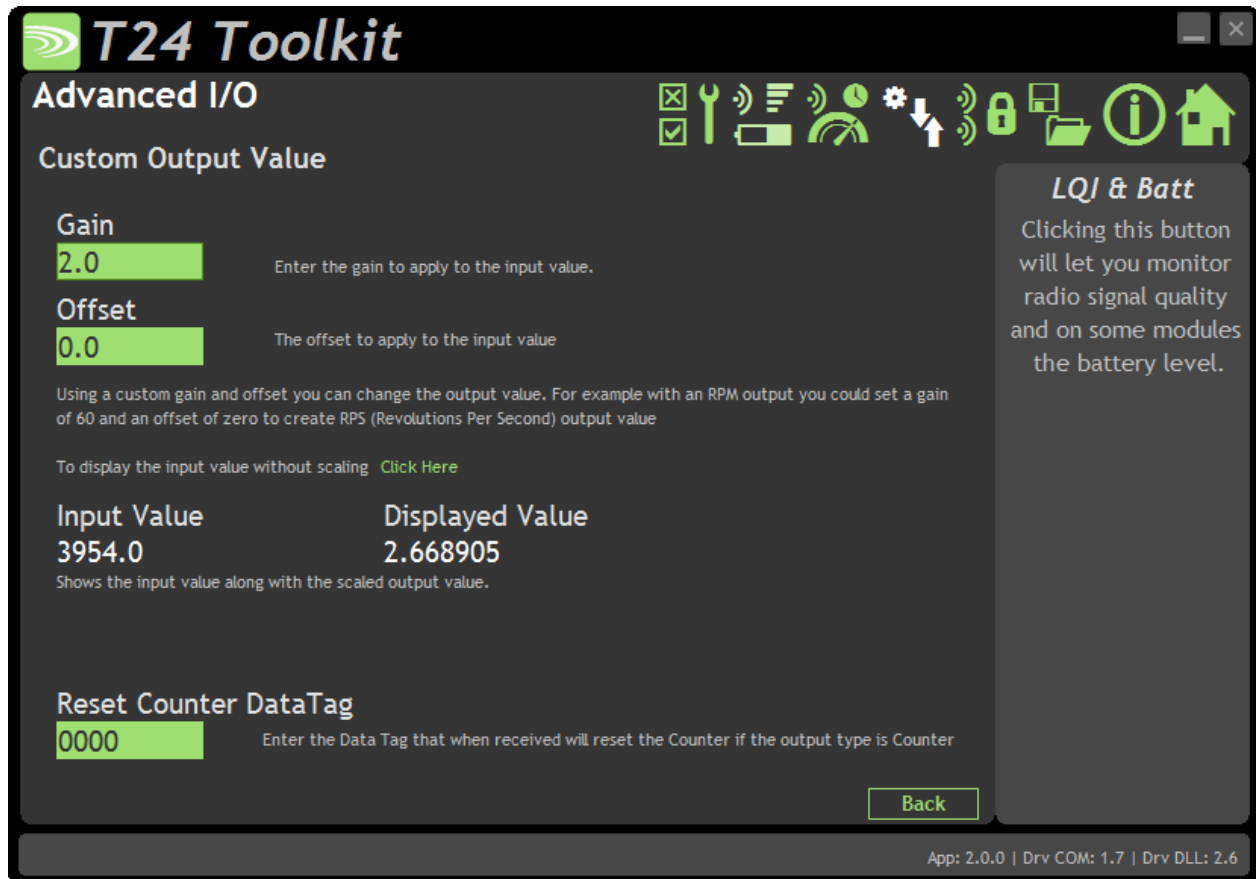 T24 Toolkit
Advanced I/O
Custom Output Value
Gain
2.0
Enter the gain to apply to the input value.
Offset
0.0
The offset to apply to the input value
Using a custom gain and offset you can change the output value. For example with an RPM output you could set a gain
of 60 and an offset of zero to create RPS (Revolutions Per Second) output value
To display the input value without scaling Click Here
Input Value
Displayed Value
3954.0
2.668905
Shows the input value along with the scaled output value.
Reset Counter DataTag
0000
Enter the Data Tag that when received will reset the Counter if the output type is Counter
Back
LQI & Batt
Clicking this button
will let you monitor
radio signal quality
and on some modules
the battery level.
App: 2.0.0 | Drv COM: 1.7 | Drv DLL: 2.6